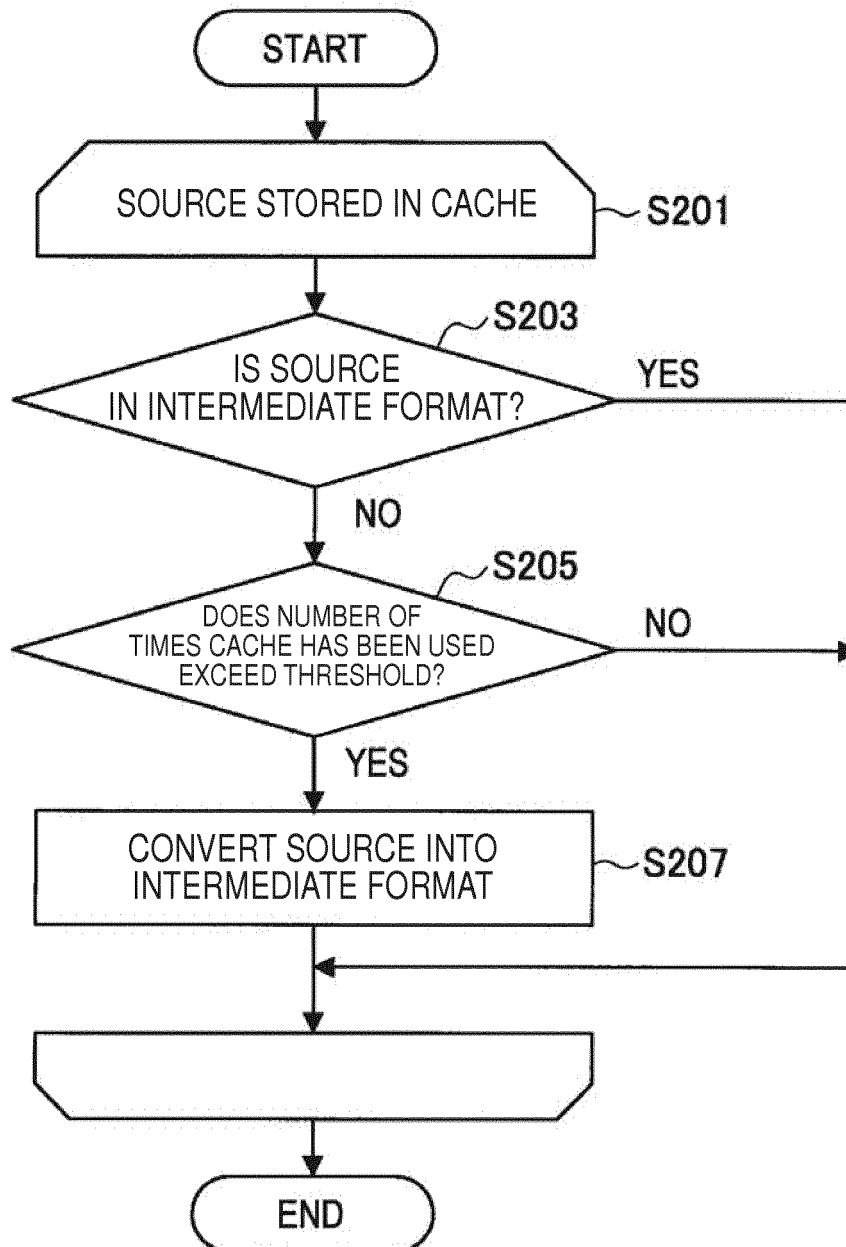 START
SOURCE STORED IN CACHE
S201
S203
IS SOURCE
IN INTERMEDIATE FORMAT?
YES
NO
S205
DOES NUMBER OF
TIMES CACHE HAS BEEN USED
EXCEED THRESHOLD?
NO
YES
CONVERT SOURCE INTO
INTERMEDIATE FORMAT
S207
END